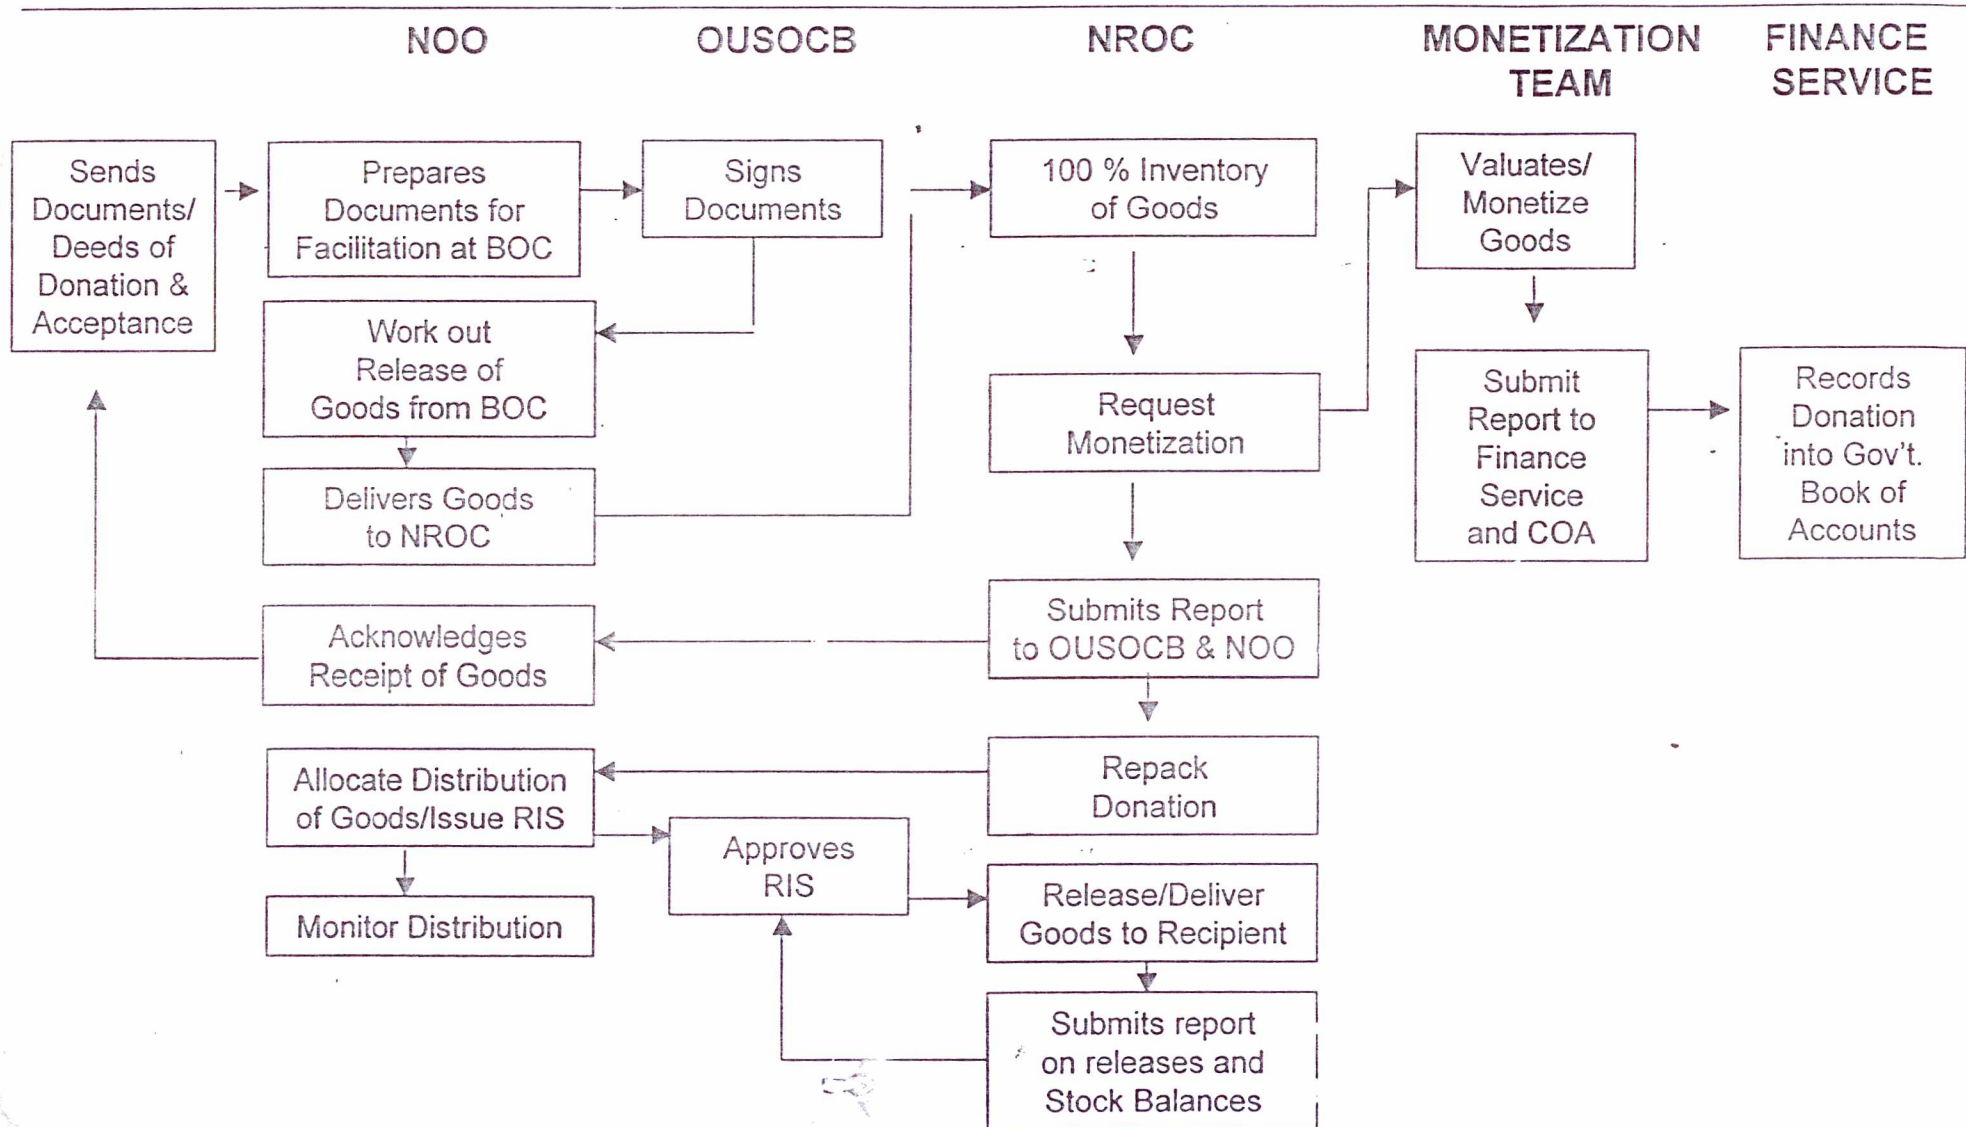 NOO
OUSOCB
NROC
MONETIZATION
TEAM
FINANCE
SERVICE
Sends
Documents/
Deeds of
Donation &
Acceptance
Prepares
Documents for
Facilitation at BOC
Signs
Documents
100 % Inventory
of Goods
Valuates/
Monetize
Goods
Work out
Release of
Goods from BOC
Request
Monetization
Submit
Report to
Finance
Service
and COA
Records
Donation
into Gov't.
Book of
Accounts
Delivers Goods
to NROC
Acknowledges
Receipt of Goods
Submits Report
to OUSOCB & NOO
Allocate Distribution
of Goods/Issue RIS
Repack
Donation
Approves
RIS
Monitor Distribution
Release/Deliver
Goods to Recipient
Submits report
on releases and
Stock Balances